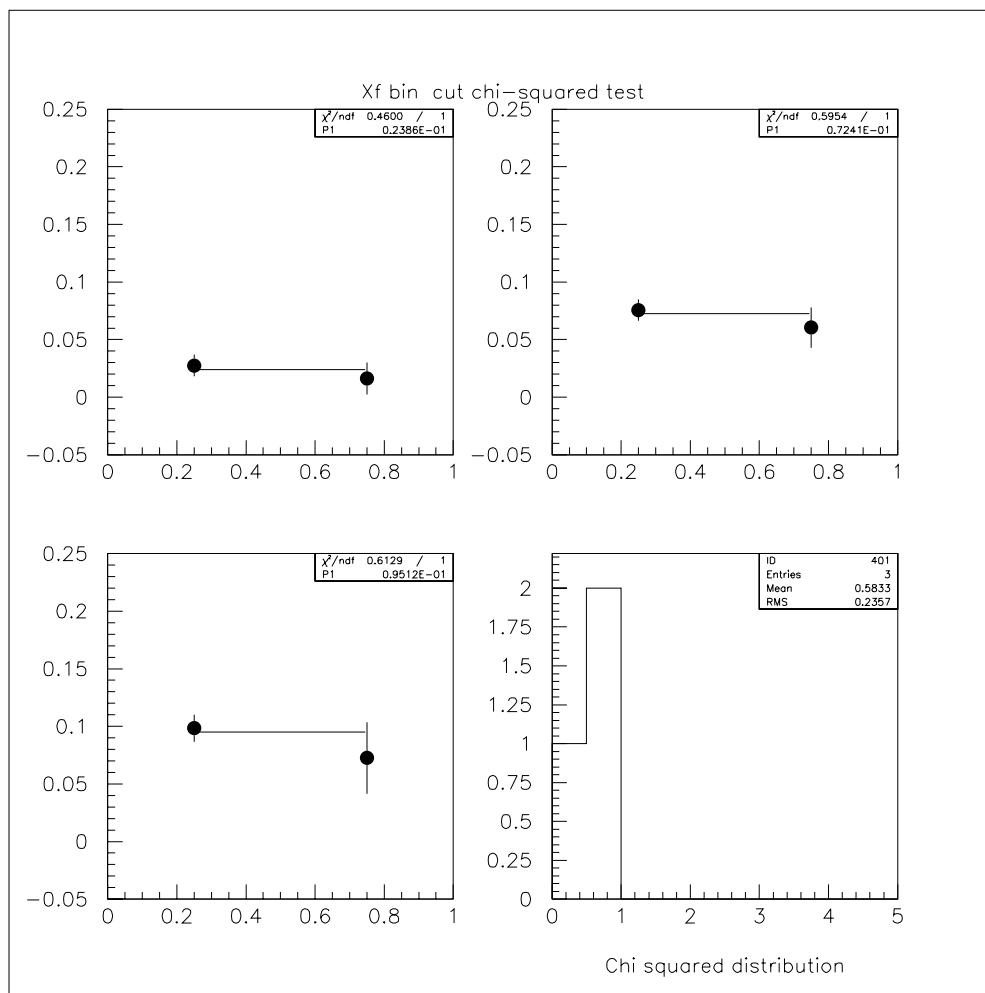 Xf bin cut chi-squared test
χ²/ndf 0.4600 / 1
P1 0.2386E-01
0.25
0.2
0.15
0.1
0.05
0
-0.05
0 0.2 0.4 0.6 0.8 1
χ²/ndf 0.5954 / 1
P1 0.7241E-01
0.25
0.2
0.15
0.1
0.05
0
-0.05
0 0.2 0.4 0.6 0.8 1
χ²/ndf 0.6129 / 1
P1 0.9512E-01
0.25
0.2
0.15
0.1
0.05
0
-0.05
0 0.2 0.4 0.6 0.8 1
ID 401
Entries 3
Mean 0.5833
RMS 0.2357
2
1.75
1.5
1.25
1
0.75
0.5
0.25
0
0 1 2 3 4 5
Chi squared distribution